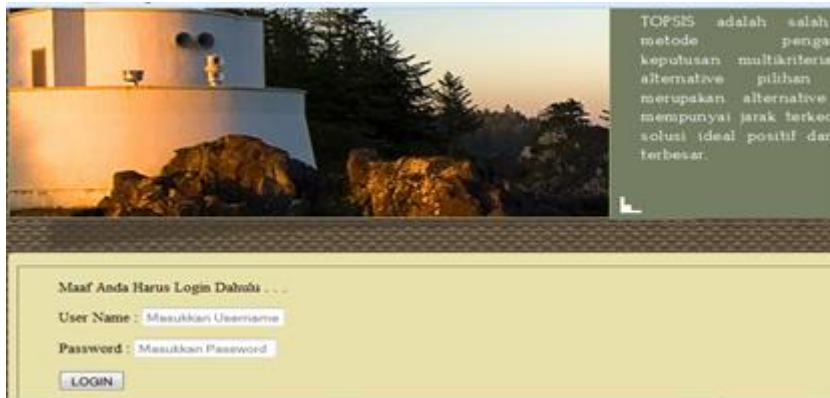 TOPSIS adalah salah
metode penga
keputusan multikriteria
alternative pilihan
merupakan alternative
mempunyai jarak terkec
solusi ideal positif dan
terbesar.
Maaf Anda Harus Login Dahulu . . .
User Name : Masukkan Username
Password : Masukkan Password
LOGIN